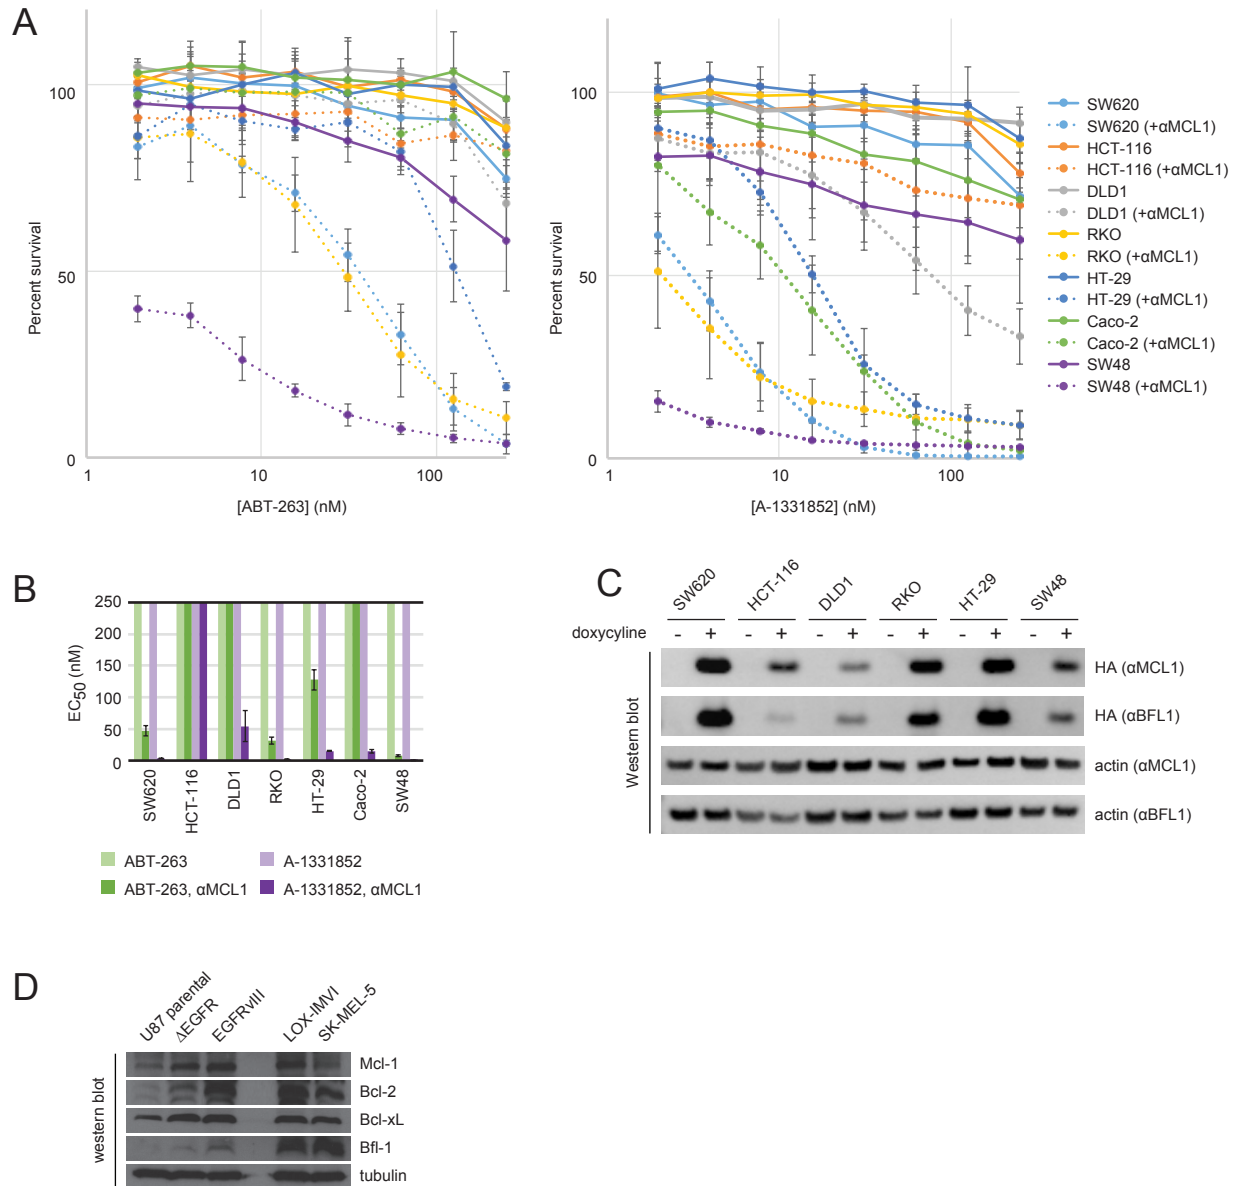 A
Percent survival
100
50
0
1
10
100
[ABT-263] (nM)
Percent survival
100
50
0
1
10
100
[A-1331852] (nM)
SW620
SW620 (+αMCL1)
HCT-116
HCT-116 (+αMCL1)
DLD1
DLD1 (+αMCL1)
RKO
RKO (+αMCL1)
HT-29
HT-29 (+αMCL1)
Caco-2
Caco-2 (+αMCL1)
SW48
SW48 (+αMCL1)
B
EC50 (nM)
250
200
150
100
50
0
SW620
HCT-116
DLD1
RKO
HT-29
Caco-2
SW48
ABT-263
A-1331852
ABT-263, αMCL1
A-1331852, αMCL1
C
SW620 HCT-116 DLD1 RKO HT-29 SW48
doxycyline - + - + - + - + - + - +
Western blot
HA (αMCL1)
HA (αBFL1)
actin (αMCL1)
actin (αBFL1)
D
U87 parental ΔEGFR EGFRvIII LOX-IMVI SK-MEL-5
western blot
Mcl-1
Bcl-2
Bcl-xL
Bfl-1
tubulin